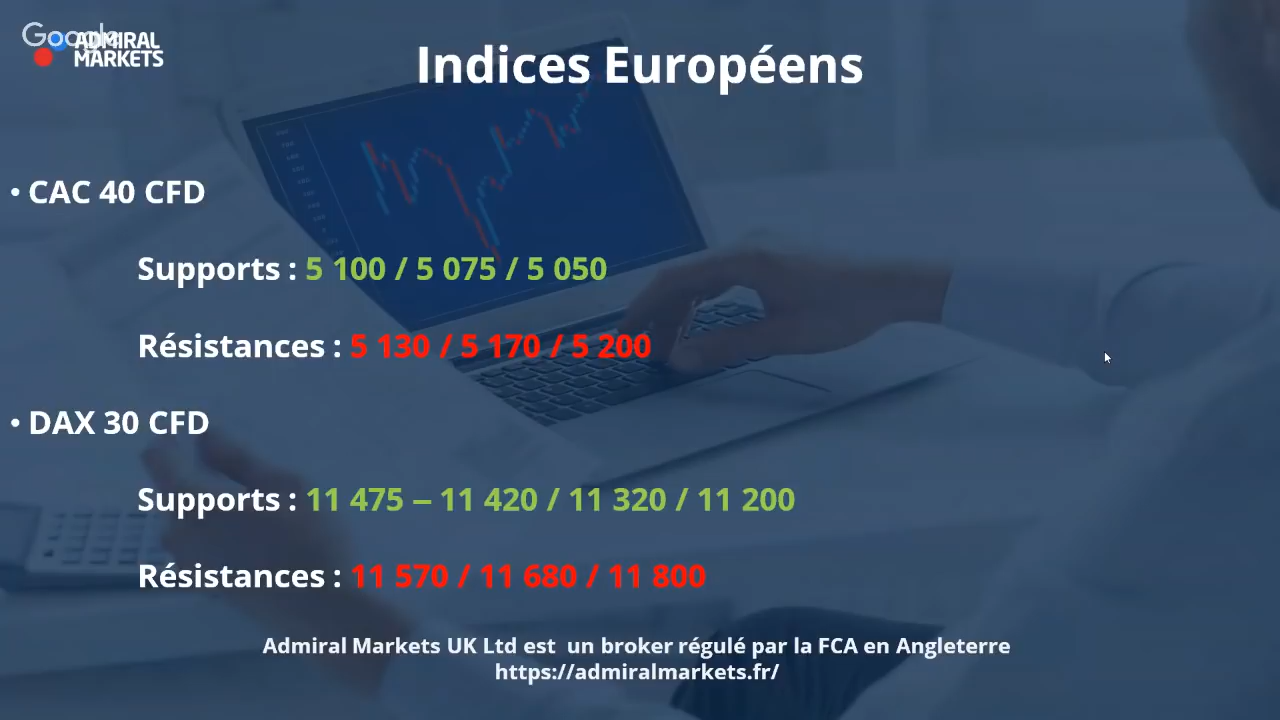 Google
ADMIRAL
MARKETS
Indices Européens
• CAC 40 CFD
Supports : 5 100 / 5 075 / 5 050
Résistances : 5 130 / 5 170 / 5 200
• DAX 30 CFD
Supports : 11 475 – 11 420 / 11 320 / 11 200
Résistances : 11 570 / 11 680 / 11 800
Admiral Markets UK Ltd est  un broker régulé par la FCA en Angleterre
https://admiralmarkets.fr/